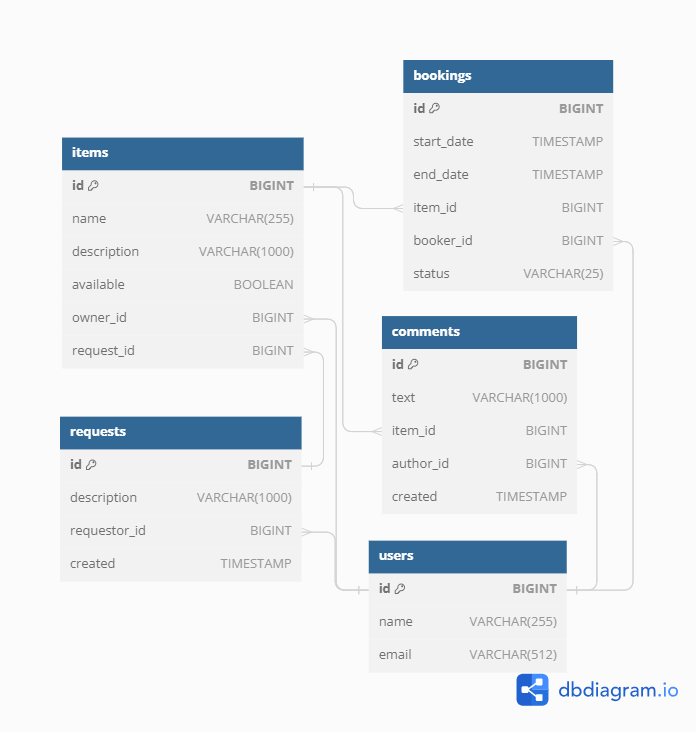 bookings
id BIGINT
start_date TIMESTAMP
end_date TIMESTAMP
item_id BIGINT
booker_id BIGINT
status VARCHAR(25)
items
id BIGINT
name VARCHAR(255)
description VARCHAR(1000)
available BOOLEAN
owner_id BIGINT
request_id BIGINT
comments
id BIGINT
text VARCHAR(1000)
item_id BIGINT
author_id BIGINT
created TIMESTAMP
requests
id BIGINT
description VARCHAR(1000)
requestor_id BIGINT
created TIMESTAMP
users
id BIGINT
name VARCHAR(255)
email VARCHAR(512)
dbdiagram.io